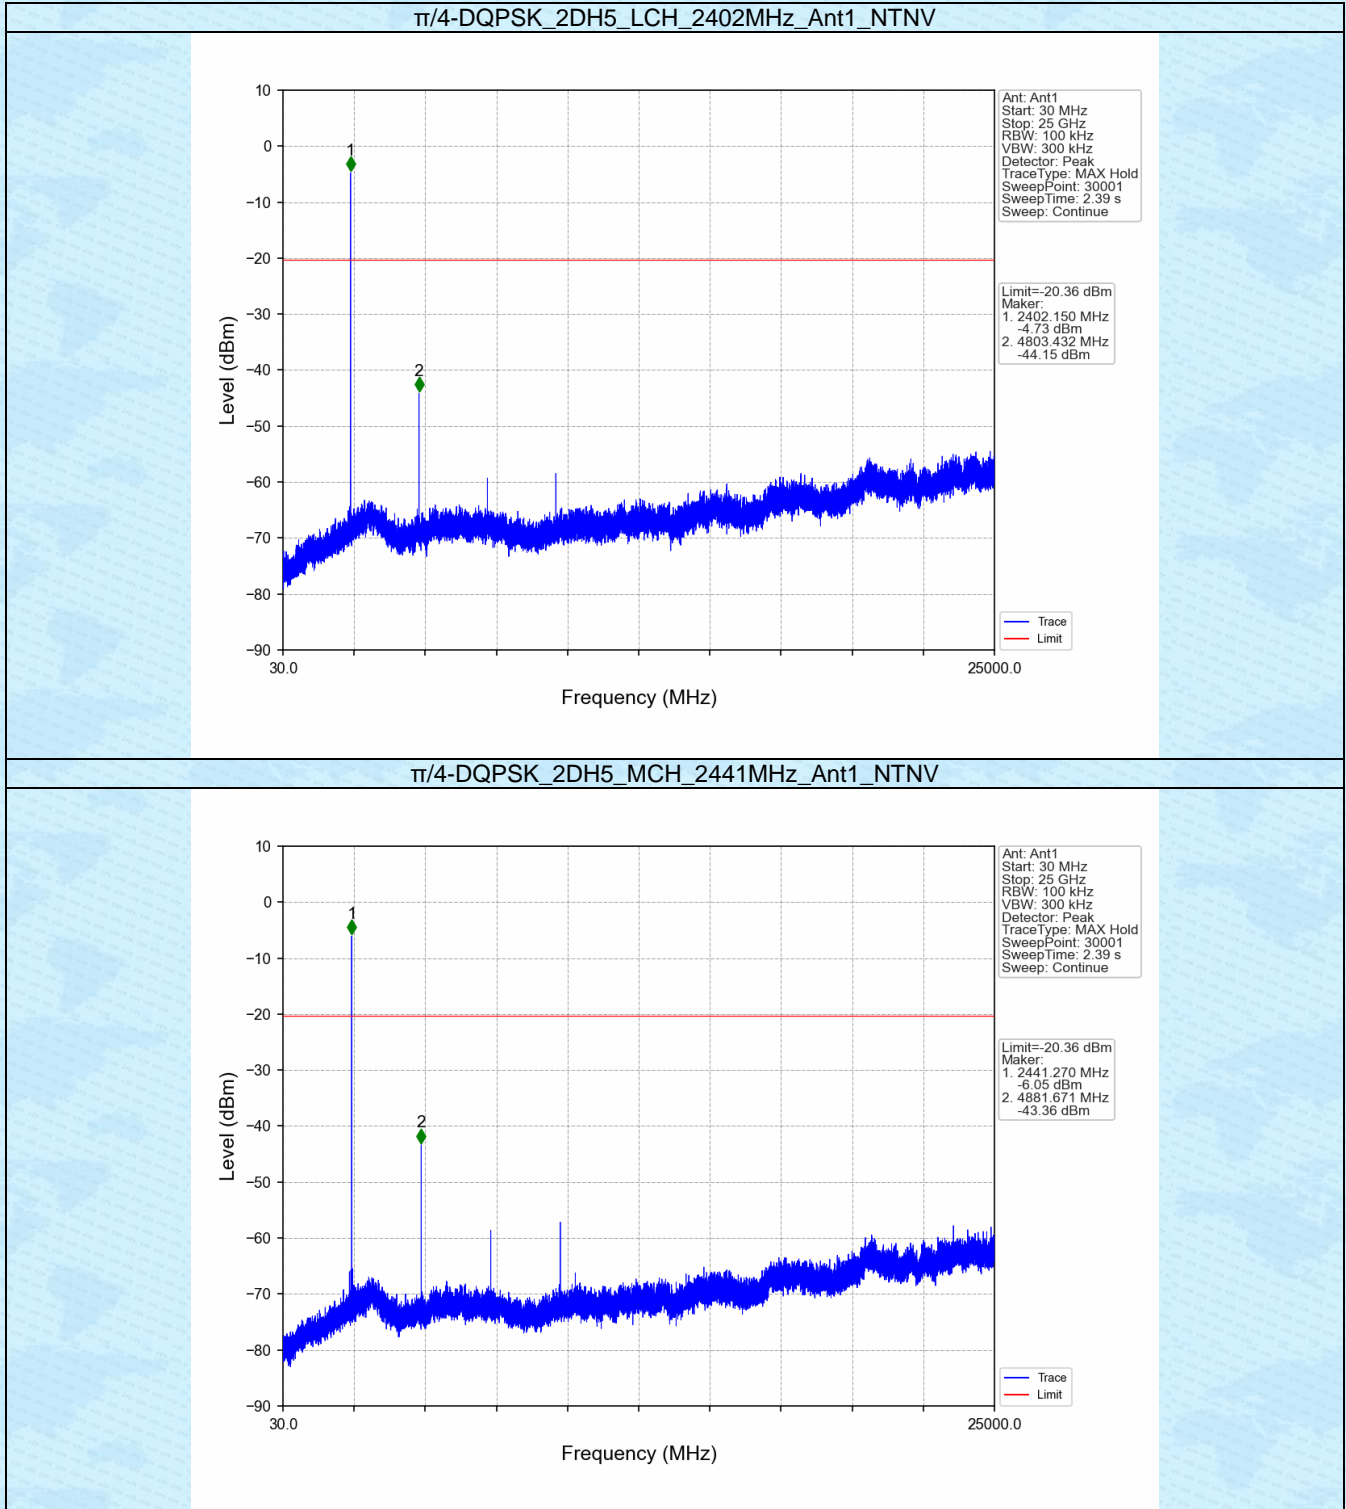 π/4-DQPSK_2DH5_LCH_2402MHz_Ant1_NTNV
10
0
−10
−20
−30
−40
−50
−60
−70
−80
−90
Level (dBm)
1
2
30.0
25000.0
Frequency (MHz)
Ant: Ant1
Start: 30 MHz
Stop: 25 GHz
RBW: 100 kHz
VBW: 300 kHz
Detector: Peak
TraceType: MAX Hold
SweepPoint: 30001
SweepTime: 2.39 s
Sweep: Continue
Limit=-20.36 dBm
Maker:
1. 2402.150 MHz
-4.73 dBm
2. 4803.432 MHz
-44.15 dBm
Trace
Limit
π/4-DQPSK_2DH5_MCH_2441MHz_Ant1_NTNV
10
0
−10
−20
−30
−40
−50
−60
−70
−80
−90
Level (dBm)
1
2
30.0
25000.0
Frequency (MHz)
Ant: Ant1
Start: 30 MHz
Stop: 25 GHz
RBW: 100 kHz
VBW: 300 kHz
Detector: Peak
TraceType: MAX Hold
SweepPoint: 30001
SweepTime: 2.39 s
Sweep: Continue
Limit=-20.36 dBm
Maker:
1. 2441.270 MHz
-6.05 dBm
2. 4881.671 MHz
-43.36 dBm
Trace
Limit